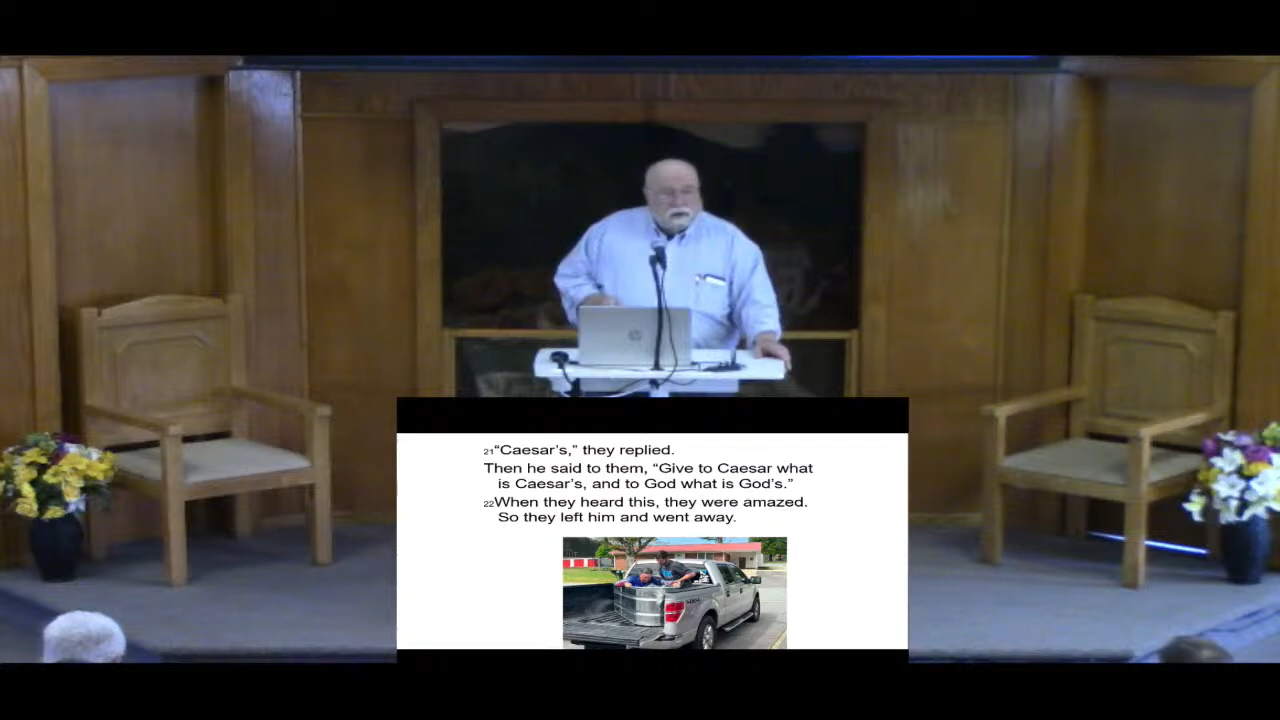 21“Caesar’s,” they replied.
Then he said to them, “Give to Caesar what
is Caesar’s, and to God what is God’s.”
22When they heard this, they were amazed.
So they left him and went away.